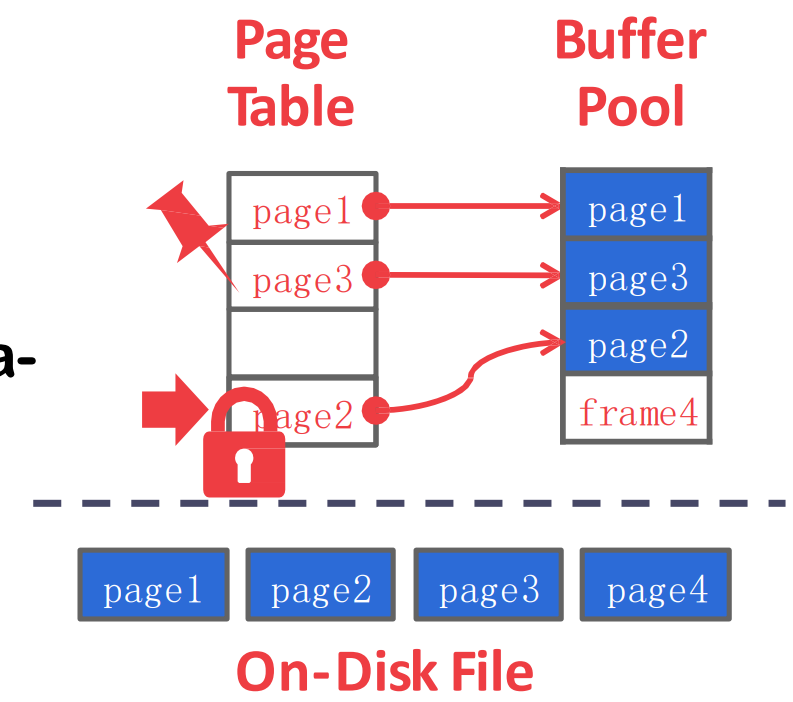 Page
Table
Buffer
Pool
page1
page3
page2
page1
page3
page2
frame4
a-
page1 page2 page3 page4
On-Disk File